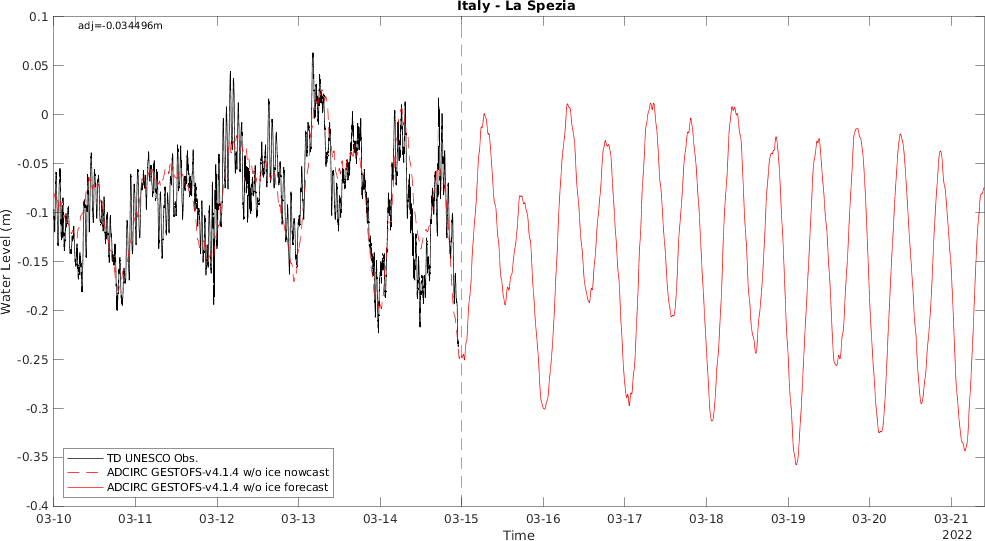 Italy - La Spezia
adj=-0.034496m
0.1
0.05
0
-0.05
-0.1
-0.15
-0.2
-0.25
-0.3
-0.35
-0.4
Water Level (m)
TD UNESCO Obs.
ADCIRC GESTOFS-v4.1.4 w/o ice nowcast
ADCIRC GESTOFS-v4.1.4 w/o ice forecast
03-10 03-11 03-12 03-13 03-14 03-15 03-16 03-17 03-18 03-19 03-20 03-21
Time
2022